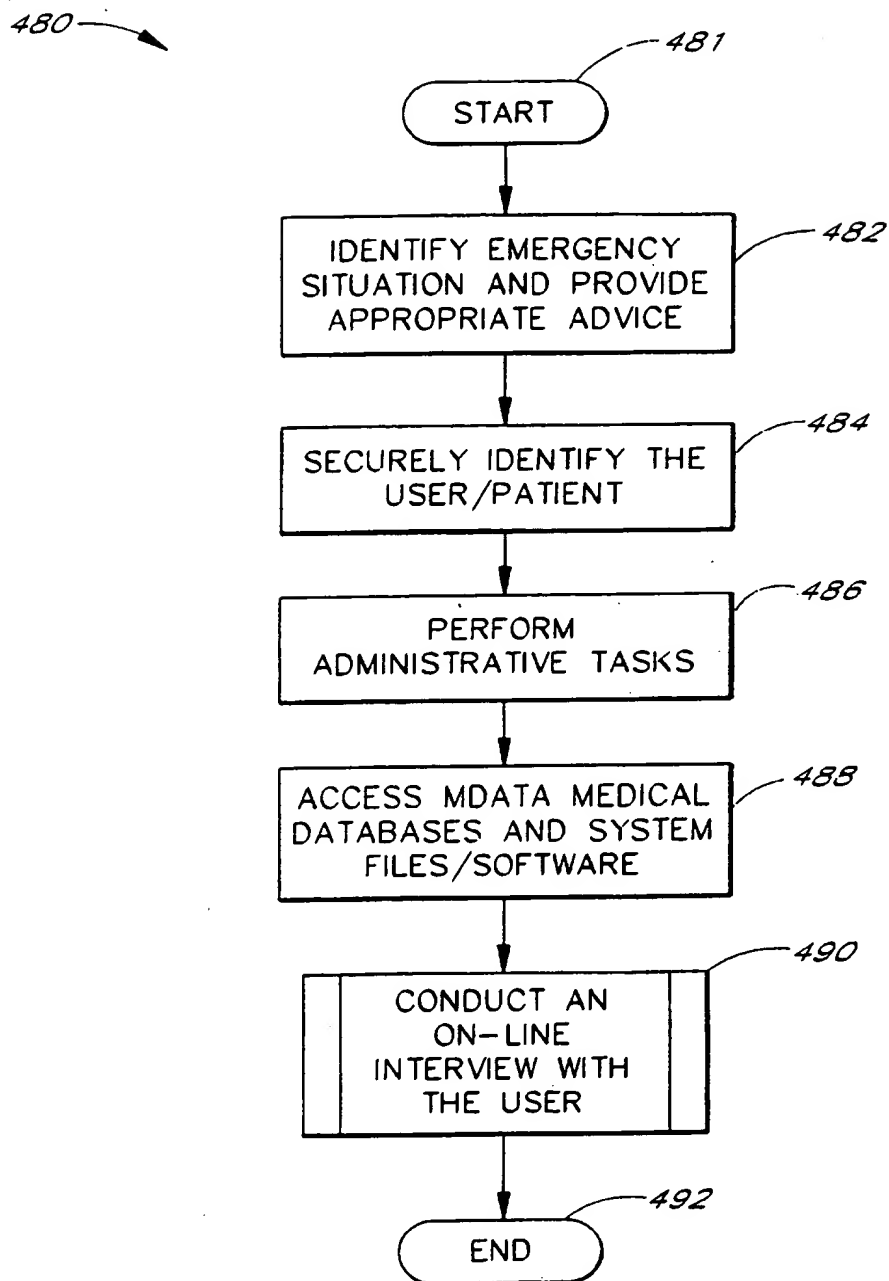 480
481
START
482
IDENTIFY EMERGENCY
SITUATION AND PROVIDE
APPROPRIATE ADVICE
484
SECURELY IDENTIFY THE
USER/PATIENT
486
PERFORM
ADMINISTRATIVE TASKS
488
ACCESS MDATA MEDICAL
DATABASES AND SYSTEM
FILES/SOFTWARE
490
CONDUCT AN
ON-LINE
INTERVIEW WITH
THE USER
492
END